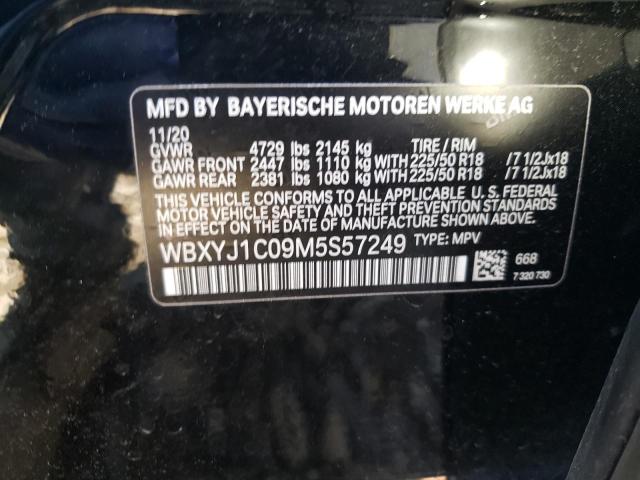 MFD BY BAYERISCHE MOTOREN WERKE AG
11/20
GVWR 4729 lbs 2145 kg TIRE / RIM
GAWR FRONT 2447 lbs 1110 kg WITH 225/50 R18 /7 1/2Jx18
GAWR REAR 2381 lbs 1080 kg WITH 225/50 R18 /7 1/2Jx18
THIS VEHICLE CONFORMS TO ALL APPLICABLE U.S. FEDERAL
MOTOR VEHICLE SAFETY AND THEFT PREVENTION STANDARDS
IN EFFECT ON THE DATE OF MANUFACTURE SHOWN ABOVE.
WBXYJ1C09M5S57249 TYPE: MPV
668
7 320 730